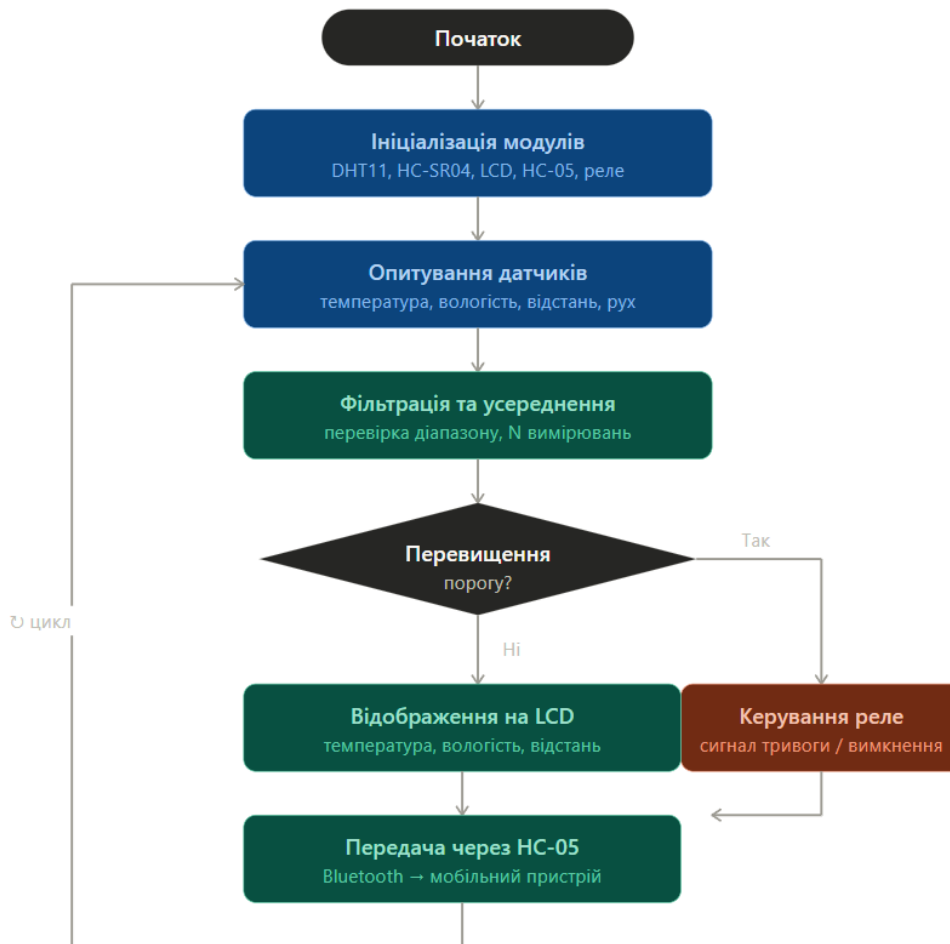 Початок
Ініціалізація модулів
DHT11, HC-SR04, LCD, HC-05, реле
Опитування датчиків
температура, вологість, відстань, рух
Фільтрація та усереднення
перевірка діапазону, N вимірювань
Перевищення
порогу?
Так
↻ цикл
Ні
Відображення на LCD
температура, вологість, відстань
Керування реле
сигнал тривоги / вимкнення
Передача через HC-05
Bluetooth → мобільний пристрій